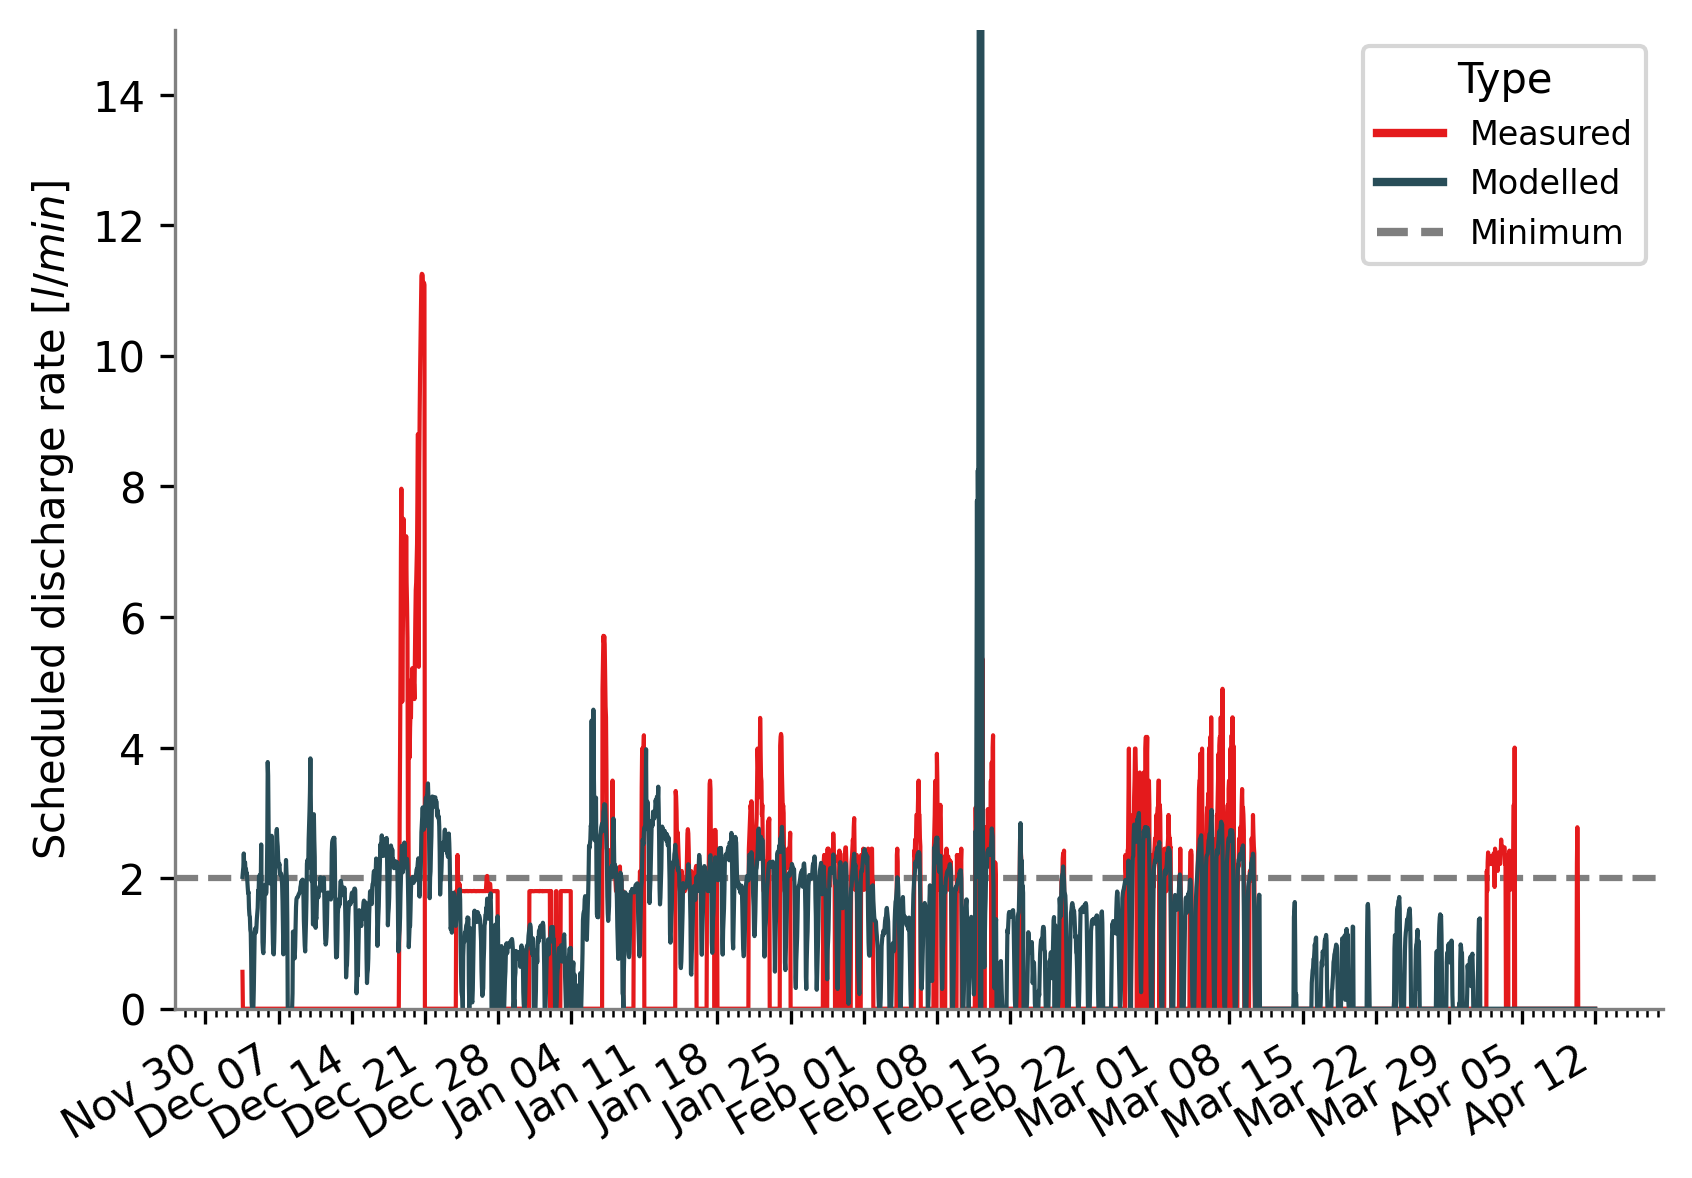 Scheduled discharge rate [l/min]
14
12
10
8
6
4
2
0
Type
Measured
Modelled
Minimum
Nov 30
Dec 07
Dec 14
Dec 21
Dec 28
Jan 04
Jan 11
Jan 18
Jan 25
Feb 01
Feb 08
Feb 15
Feb 22
Mar 01
Mar 08
Mar 15
Mar 22
Mar 29
Apr 05
Apr 12